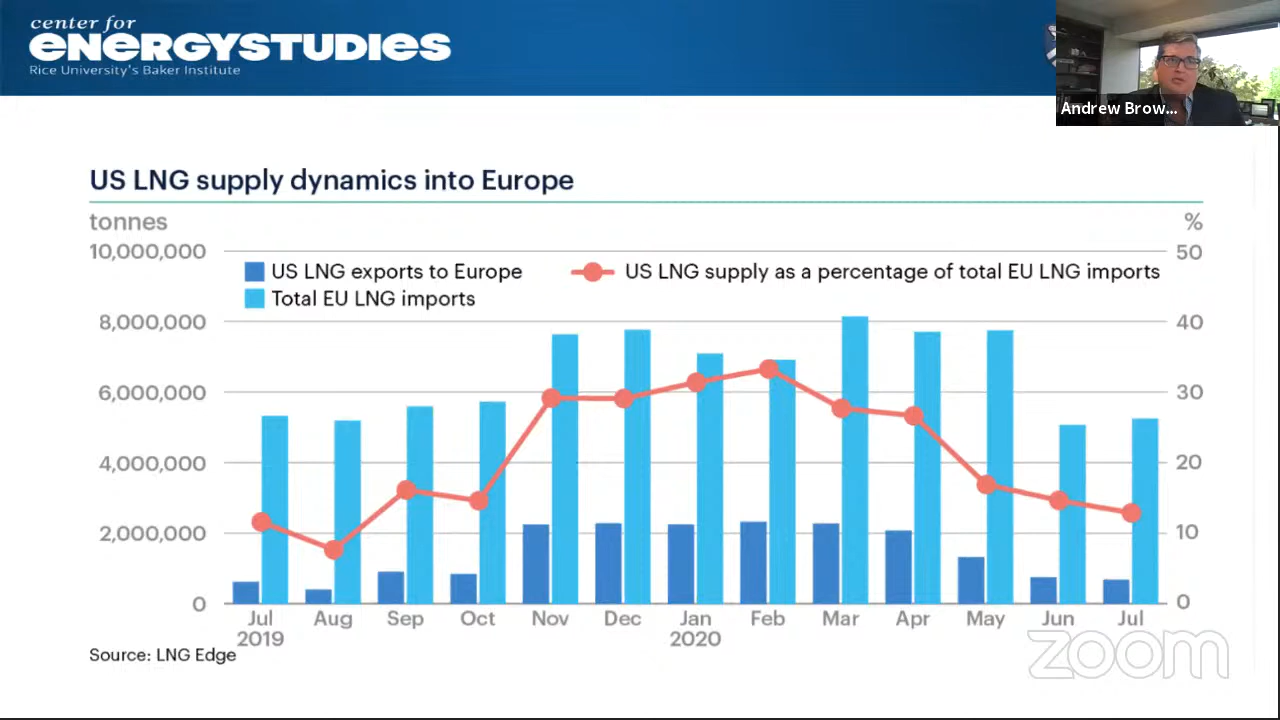 center for
ENERGYSTUDIES
Rice University's Baker Institute
Andrew Brow...
US LNG supply dynamics into Europe
tonnes
%
10,000,000
50
US LNG exports to Europe
US LNG supply as a percentage of total EU LNG imports
Total EU LNG imports
8,000,000
40
6,000,000
30
4,000,000
20
2,000,000
10
0
0
Jul Aug Sep Oct Nov Dec Jan Feb Mar Apr May Jun Jul
2019 2020
Source: LNG Edge
zoom